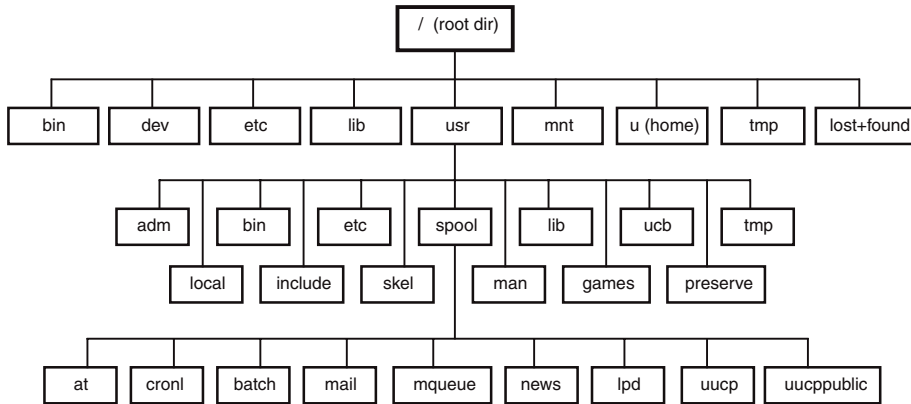 / (root dir)
bin dev etc lib usr mnt u (home) tmp lost+found
adm bin etc spool lib ucb tmp
local include skel man games preserve
at cronl batch mail mqueue news lpd uucp uucppublic